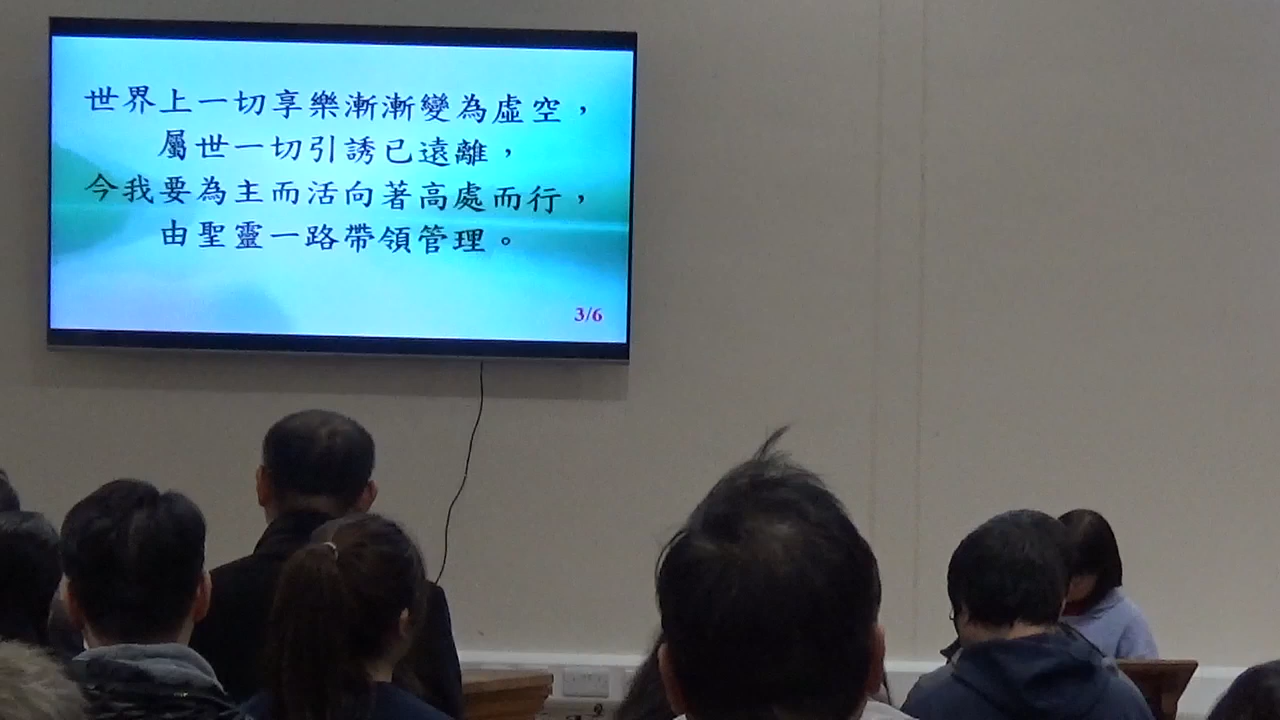 世界上一切享樂漸漸變為虛空，
屬世一切引誘已遠離，
今我要為主而活向著高處而行，
由聖靈一路帶領管理。
3/6